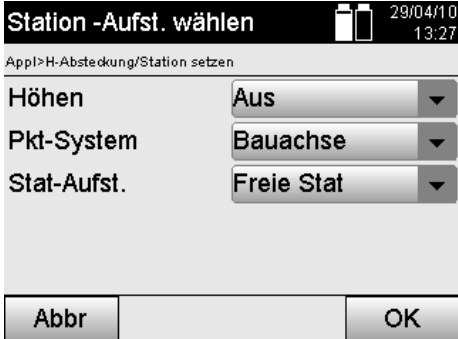 Station -Aufst. wählen
29/04/10
13:27
Appl>H-Absteckung/Station setzen
Höhen Aus
Pkt-System Bauachse
Stat-Aufst. Freie Stat
Abbr OK